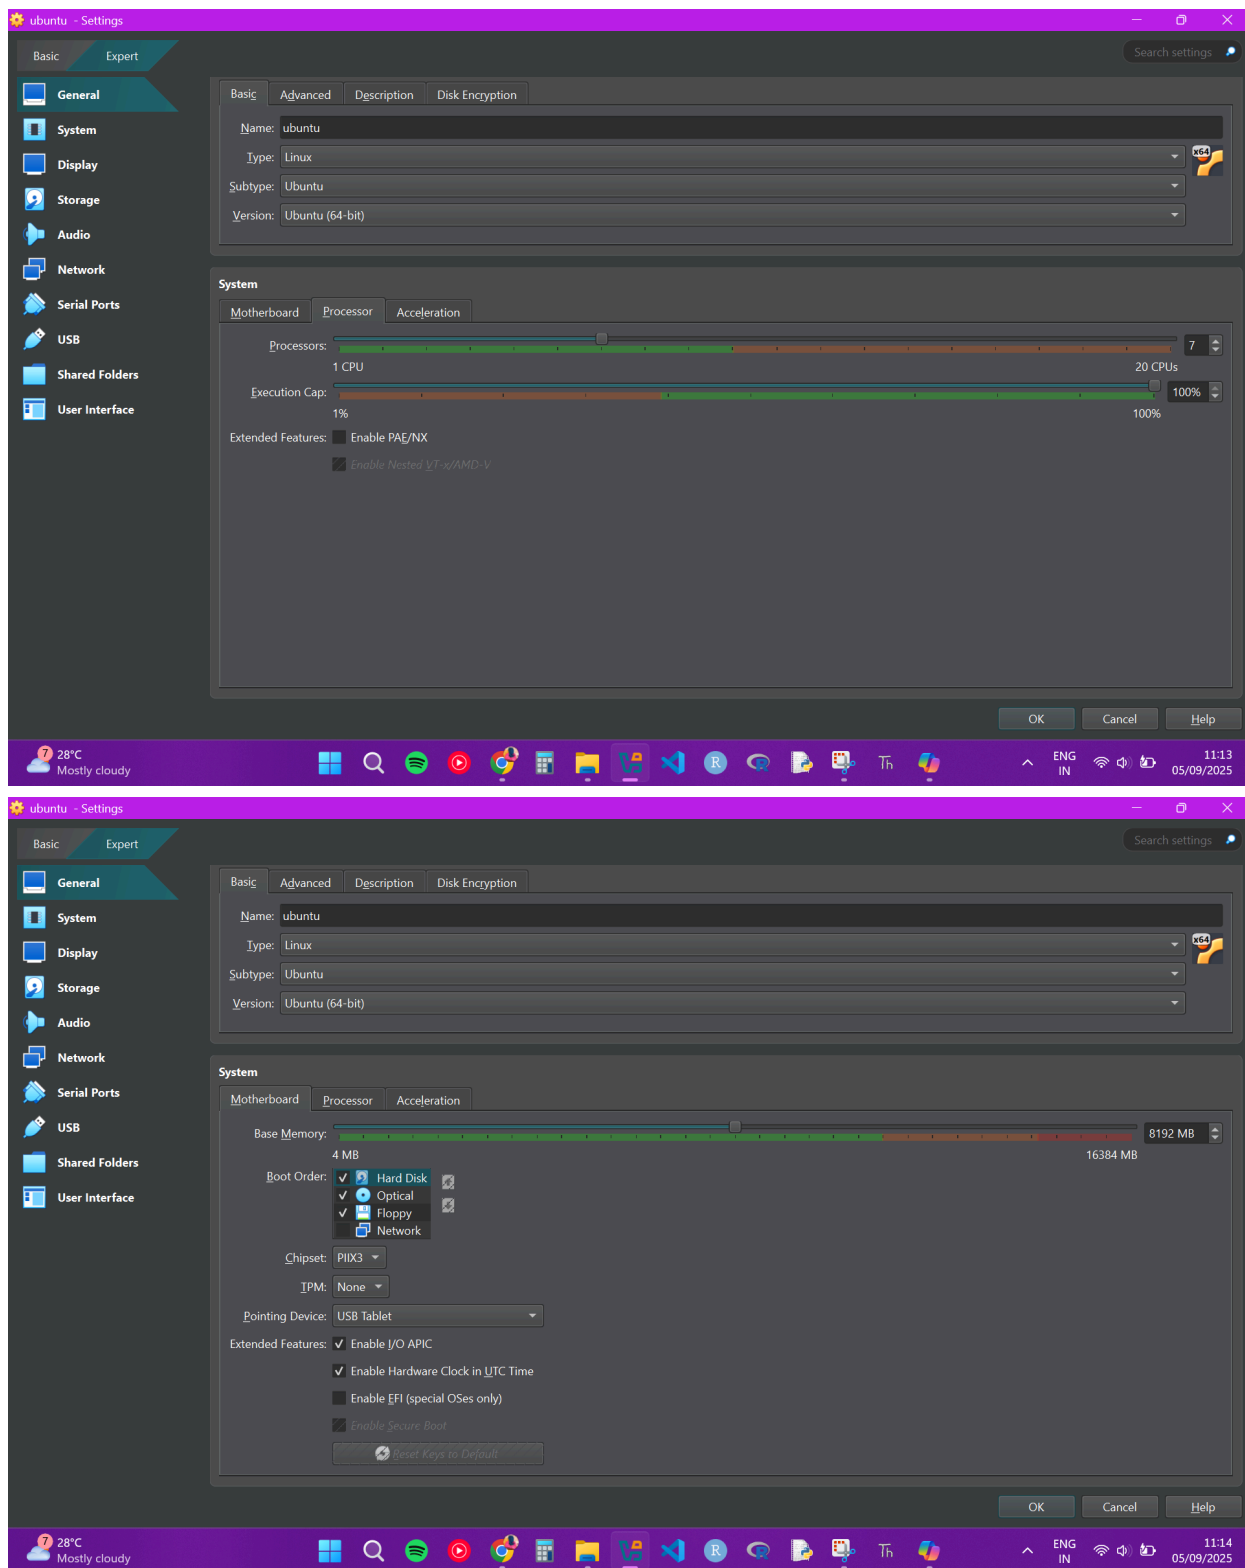 ubuntu - Settings
Basic Expert Search settings
General
System
Display
Storage
Audio
Network
Serial Ports
USB
Shared Folders
User Interface
Basic Advanced Description Disk Encryption
Name: ubuntu
Type: Linux
x64
Subtype: Ubuntu
Version: Ubuntu (64-bit)
System
Motherboard Processor Acceleration
Processors: 7
1 CPU 20 CPUs
Execution Cap: 100%
1% 100%
Extended Features: Enable PAE/NX
Enable Nested VT-x/AMD-V
OK Cancel Help
7 28°C
Mostly cloudy
R R Th
ENG
IN
11:13
05/09/2025
ubuntu - Settings
Basic Expert Search settings
General
System
Display
Storage
Audio
Network
Serial Ports
USB
Shared Folders
User Interface
Basic Advanced Description Disk Encryption
Name: ubuntu
Type: Linux
x64
Subtype: Ubuntu
Version: Ubuntu (64-bit)
System
Motherboard Processor Acceleration
Base Memory: 8192 MB
4 MB 16384 MB
Boot Order: Hard Disk
Optical
Floppy
Network
Chipset: PIIX3
TPM: None
Pointing Device: USB Tablet
Extended Features: Enable I/O APIC
Enable Hardware Clock in UTC Time
Enable EFI (special OSes only)
Enable Secure Boot
Reset Keys to Default
OK Cancel Help
7 28°C
Mostly cloudy
R R Th
ENG
IN
11:14
05/09/2025